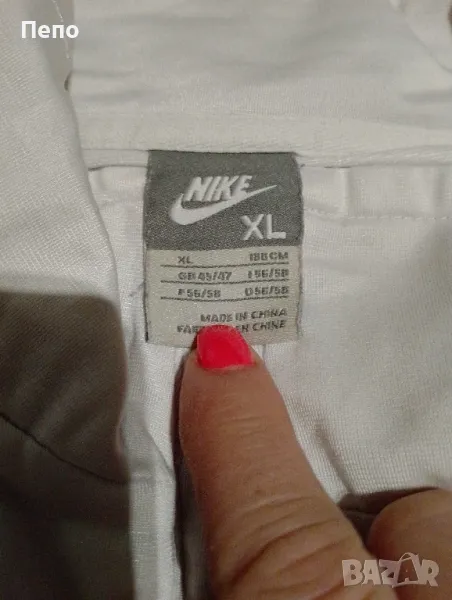 Пепо
NIKE
XL
XL 188 CM
GB 45/47 I 56/58
F 56/58 D 56/58
MADE IN CHINA
EN CHINE
BAZAR